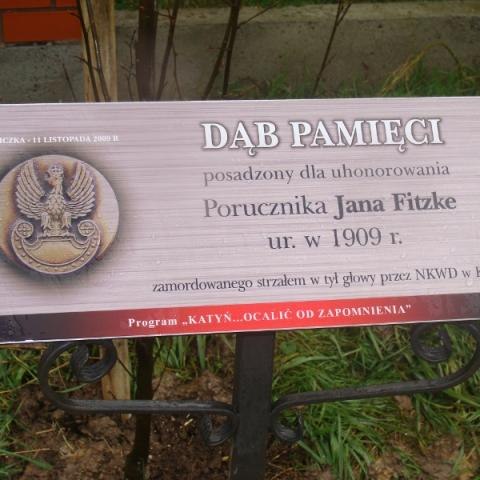 ICZKA - 11 LISTOPADA 2009 R
DĄB PAMIĘCI
posadzony dla uhonorowania
Porucznika Jana Fitzke
ur. w 1909 r.
zamordowanego strzałem w tył głowy przez NKWD w K
Program „KATYŃ...OCALIĆ OD ZAPOMNIENIA”